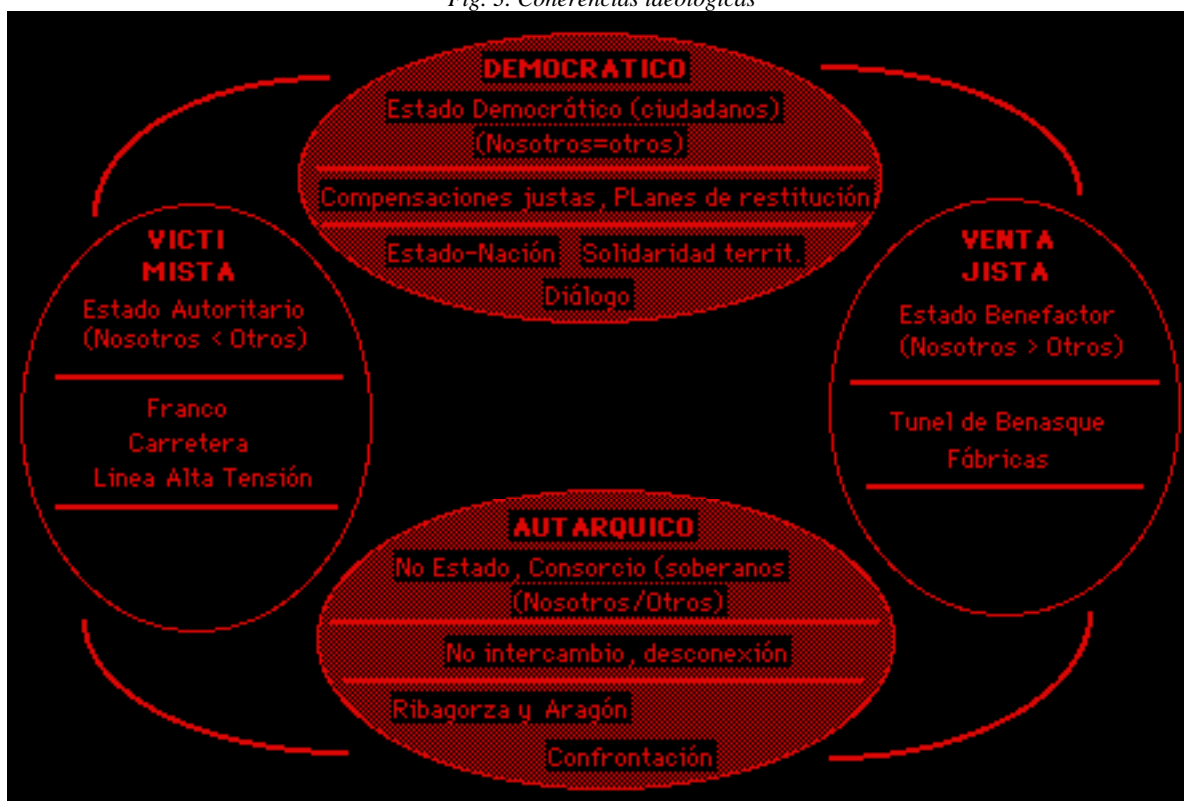 Fig. 3. Coherencias ideológicas
DEMOCRATICO
Estado Democrático (ciudadanos)
(Nosotros=otros)
Compensaciones justas, PLanes de restitución
Estado-Nación Solidaridad territ.
Diálogo
VICTI
MISTA
Estado Autoritario
(Nosotros < Otros)
Franco
Carretera
Linea Alta Tensión
VENTA
JISTA
Estado Benefactor
(Nosotros > Otros)
Tunel de Benasque
Fábricas
AUTARQUICO
No Estado, Consorcio (soberanos
(Nosotros/Otros)
No intercambio, desconexión
Ribagorza y Aragón
Confrontación